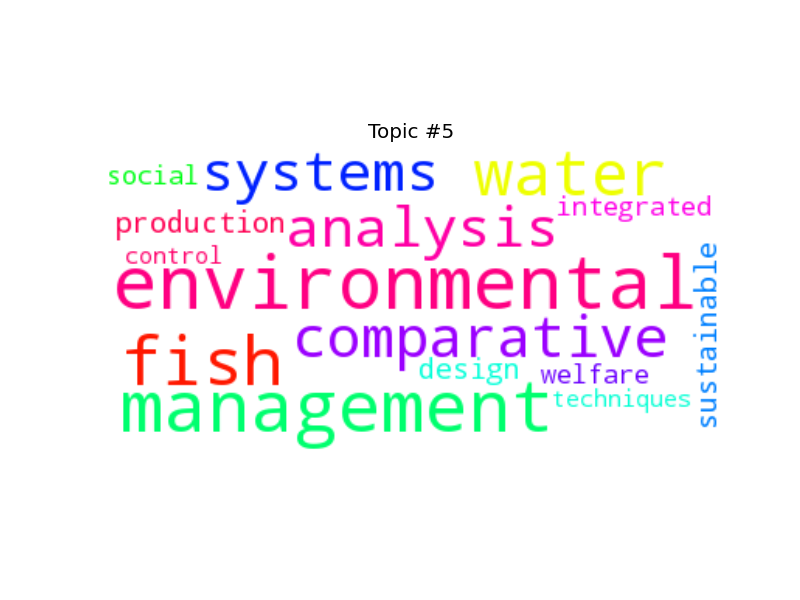 Topic #5
social systems water
production analysis integrated
control
environmental
sustainable
fish comparative
design welfare
management techniques